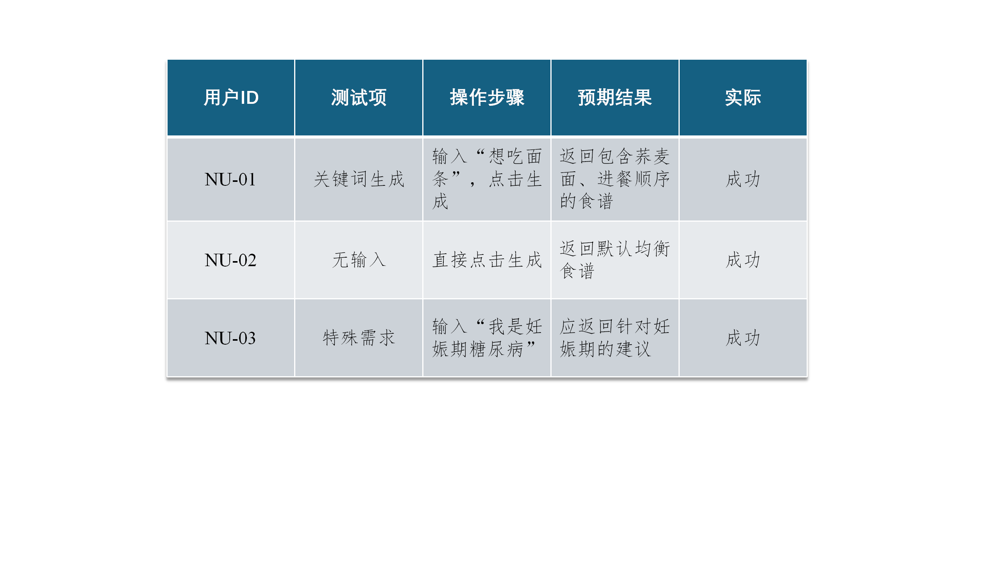 用户ID
测试项
操作步骤
预期结果
实际
NU-01
关键词生成
输入“想吃面
条”，点击生
成
返回包含荞麦
面、进餐顺序
的食谱
成功
NU-02
无输入
直接点击生成
返回默认均衡
食谱
成功
NU-03
特殊需求
输入“我是妊
娠期糖尿病”
应返回针对妊
娠期的建议
成功